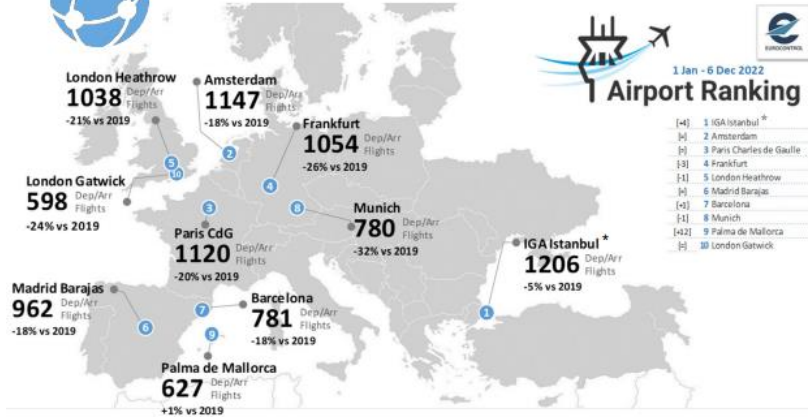 EUROCONTROL
1 Jan - 6 Dec 2022
Airport Ranking
[+4] 1 IGA Istanbul *
[=] 2 Amsterdam
[=] 3 Paris Charles de Gaulle
[-3] 4 Frankfurt
[-1] 5 London Heathrow
[=] 6 Madrid Barajas
[+1] 7 Barcelona
[-1] 8 Munich
[+12] 9 Palma de Mallorca
[=] 10 London Gatwick
London Heathrow
1038 Dep/Arr
Flights
-21% vs 2019
Amsterdam
1147 Dep/Arr
Flights
-18% vs 2019
Frankfurt
1054 Dep/Arr
Flights
-26% vs 2019
London Gatwick
598 Dep/Arr
Flights
-24% vs 2019
Paris CdG
1120 Dep/Arr
Flights
-20% vs 2019
Munich
780 Dep/Arr
Flights
-32% vs 2019
IGA Istanbul *
1206 Dep/Arr
Flights
-5% vs 2019
Madrid Barajas
962 Dep/Arr
Flights
-18% vs 2019
Barcelona
781 Dep/Arr
Flights
-18% vs 2019
Palma de Mallorca
627 Dep/Arr
Flights
+1% vs 2019
5
10
2
4
3
8
7
6
9
1